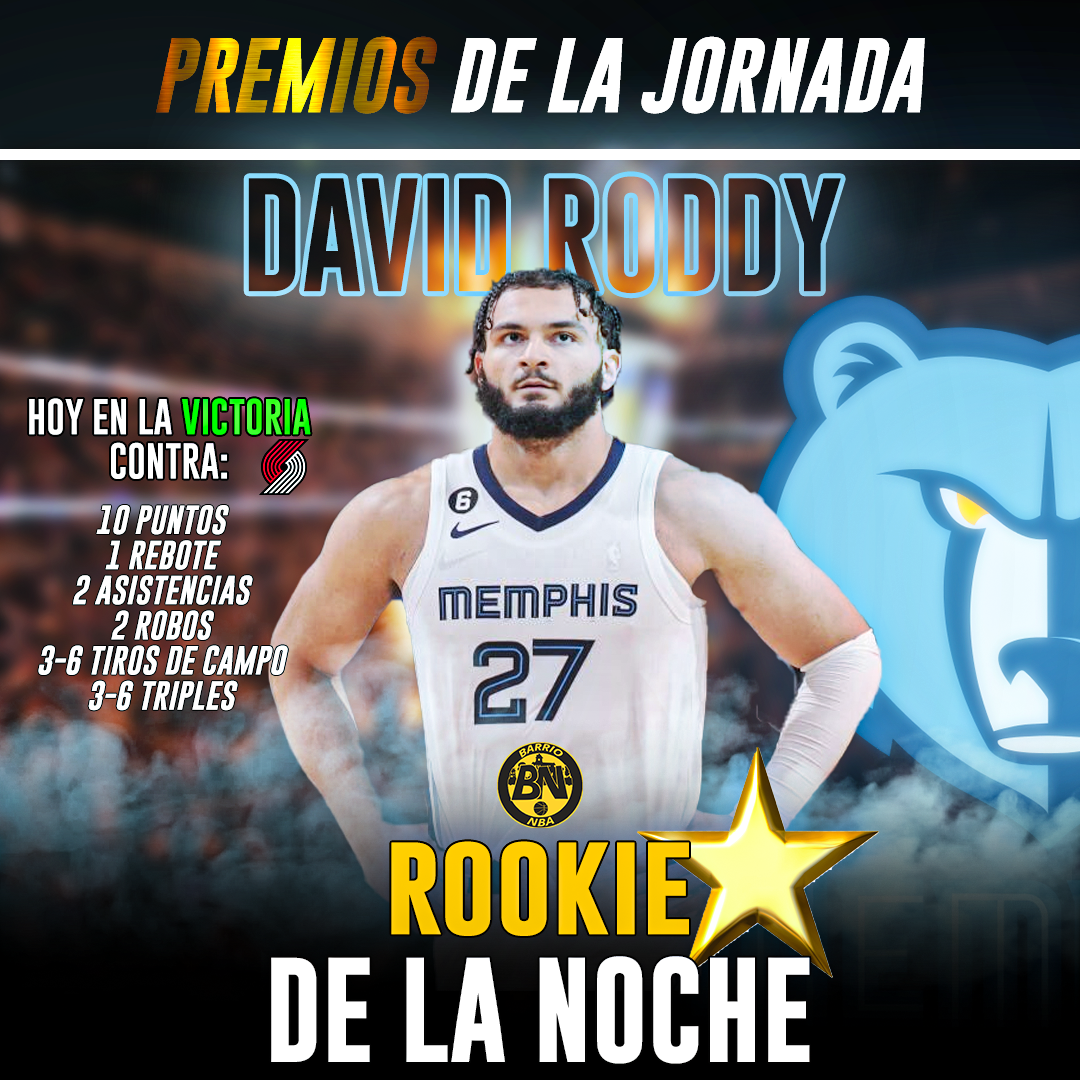 PREMIOS DE LA JORNADA
DAVID RODDY
HOY EN LA VICTORIA
CONTRA:
10 PUNTOS
1 REBOTE
2 ASISTENCIAS
2 ROBOS
3-6 TIROS DE CAMPO
3-6 TRIPLES
6
MEMPHIS
27
BARRIO
BN
NBA
ROOKIE
DE LA NOCHE